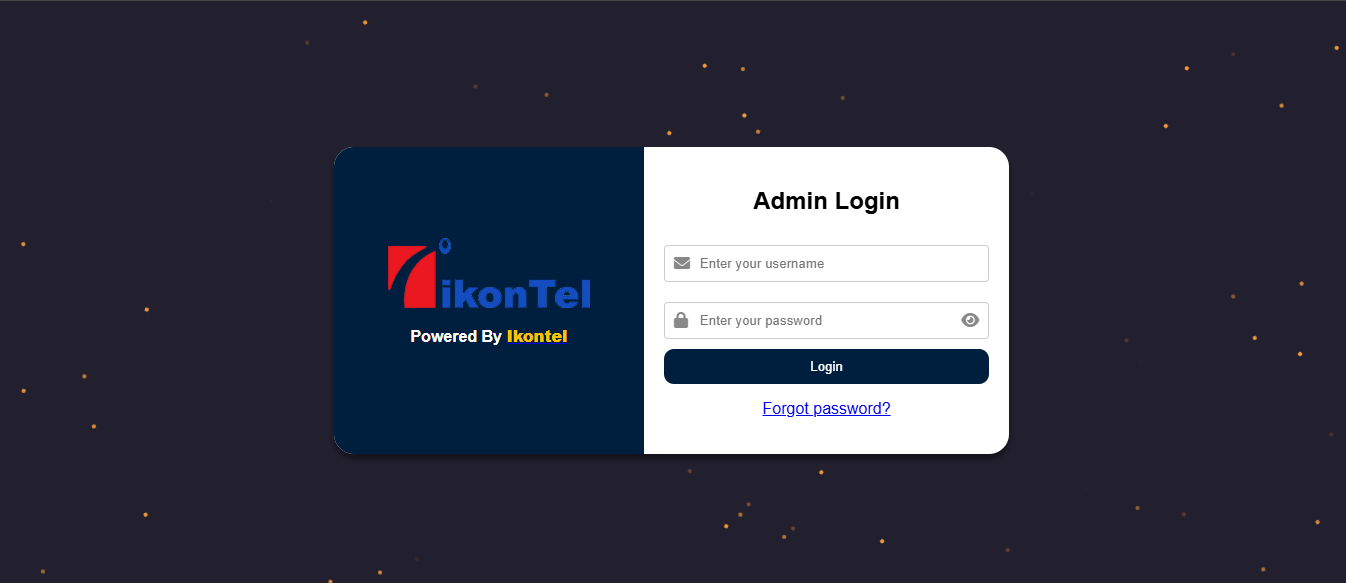 ikonTel
Powered By Ikontel
Admin Login
Enter your username
Enter your password
Login
Forgot password?